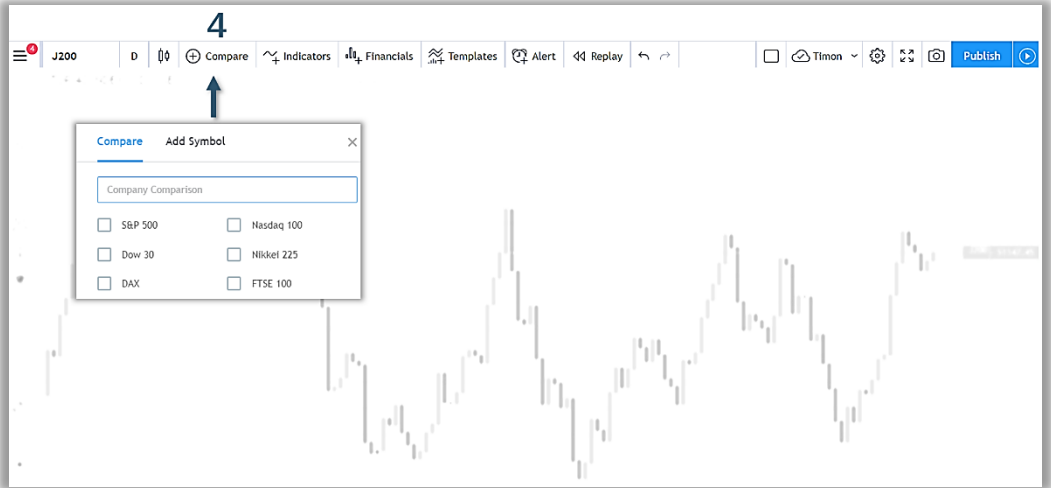 4
4
J200 D Compare Indicators Financials Templates Alert Replay Timon Publish
Compare Add Symbol
Company Comparison
S&P 500 Nasdaq 100
Dow 30 Nikkei 225
DAX FTSE 100